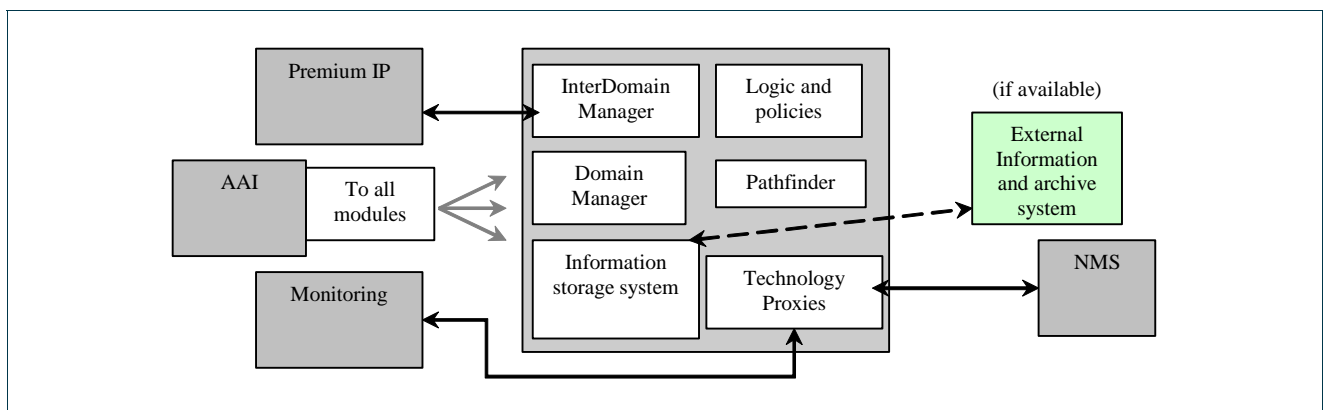 Premium IP
InterDomain
Manager
Logic and
policies
(if available)
External
Information
and archive
system
AAI
To all
modules
Domain
Manager
Pathfinder
Monitoring
Information
storage system
Technology
Proxies
NMS